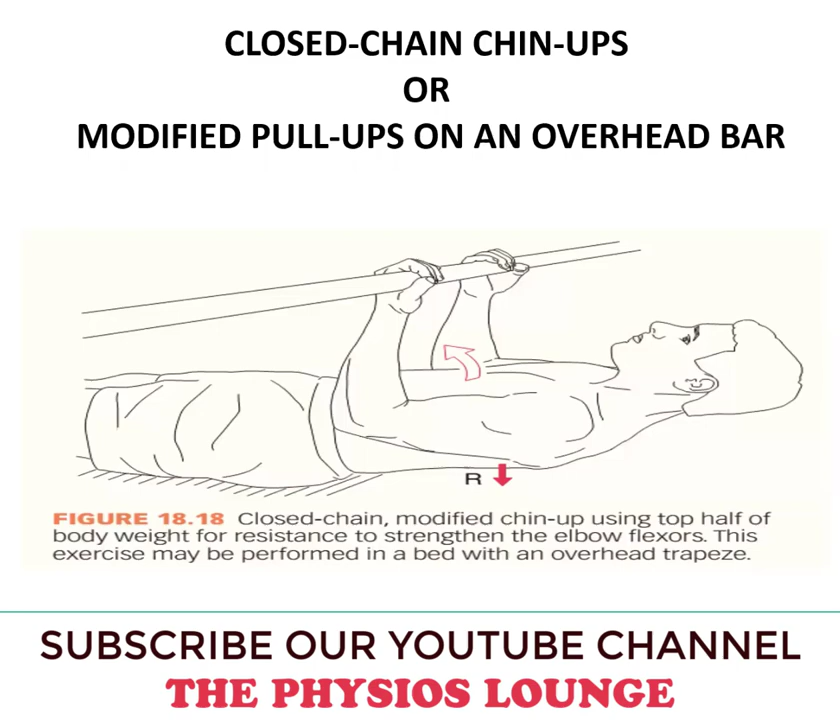 CLOSED-CHAIN CHIN-UPS
OR
MODIFIED PULL-UPS ON AN OVERHEAD BAR
R
FIGURE 18.18 Closed-chain, modified chin-up using top half of
body weight for resistance to strengthen the elbow flexors. This
exercise may be performed in a bed with an overhead trapeze.
SUBSCRIBE OUR YOUTUBE CHANNEL
THE PHYSIOS LOUNGE